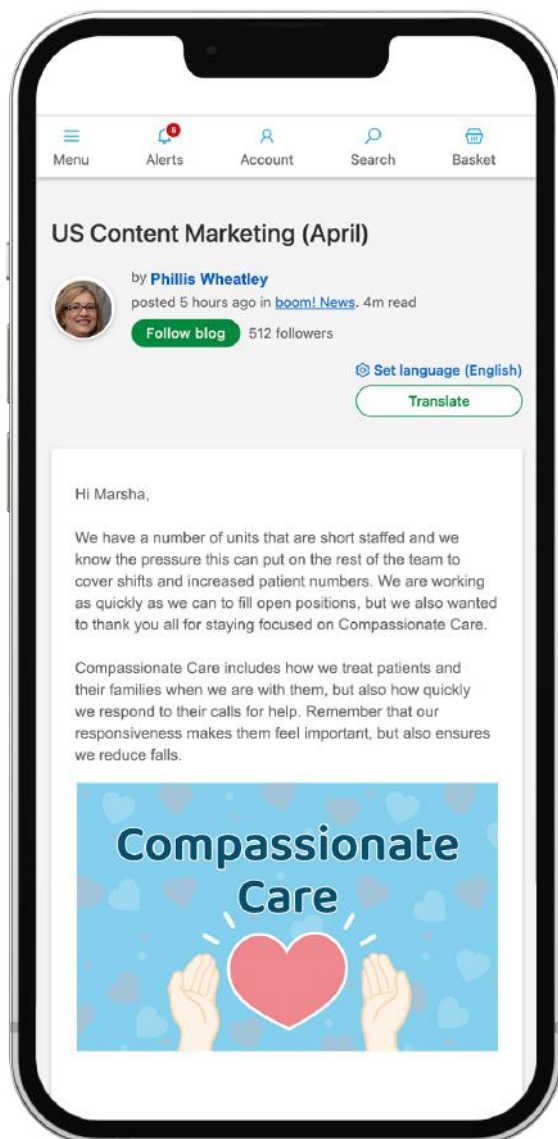 6
Menu Alerts Account Search Basket
US Content Marketing (April)
by Phillis Wheatley
posted 5 hours ago in boom! News. 4m read
Follow blog 512 followers
Set language (English)
Translate
Hi Marsha,
We have a number of units that are short staffed and we
know the pressure this can put on the rest of the team to
cover shifts and increased patient numbers. We are working
as quickly as we can to fill open positions, but we also wanted
to thank you all for staying focused on Compassionate Care.
Compassionate Care includes how we treat patients and
their families when we are with them, but also how quickly
we respond to their calls for help. Remember that our
responsiveness makes them feel important, but also ensures
we reduce falls.
Compassionate
Care